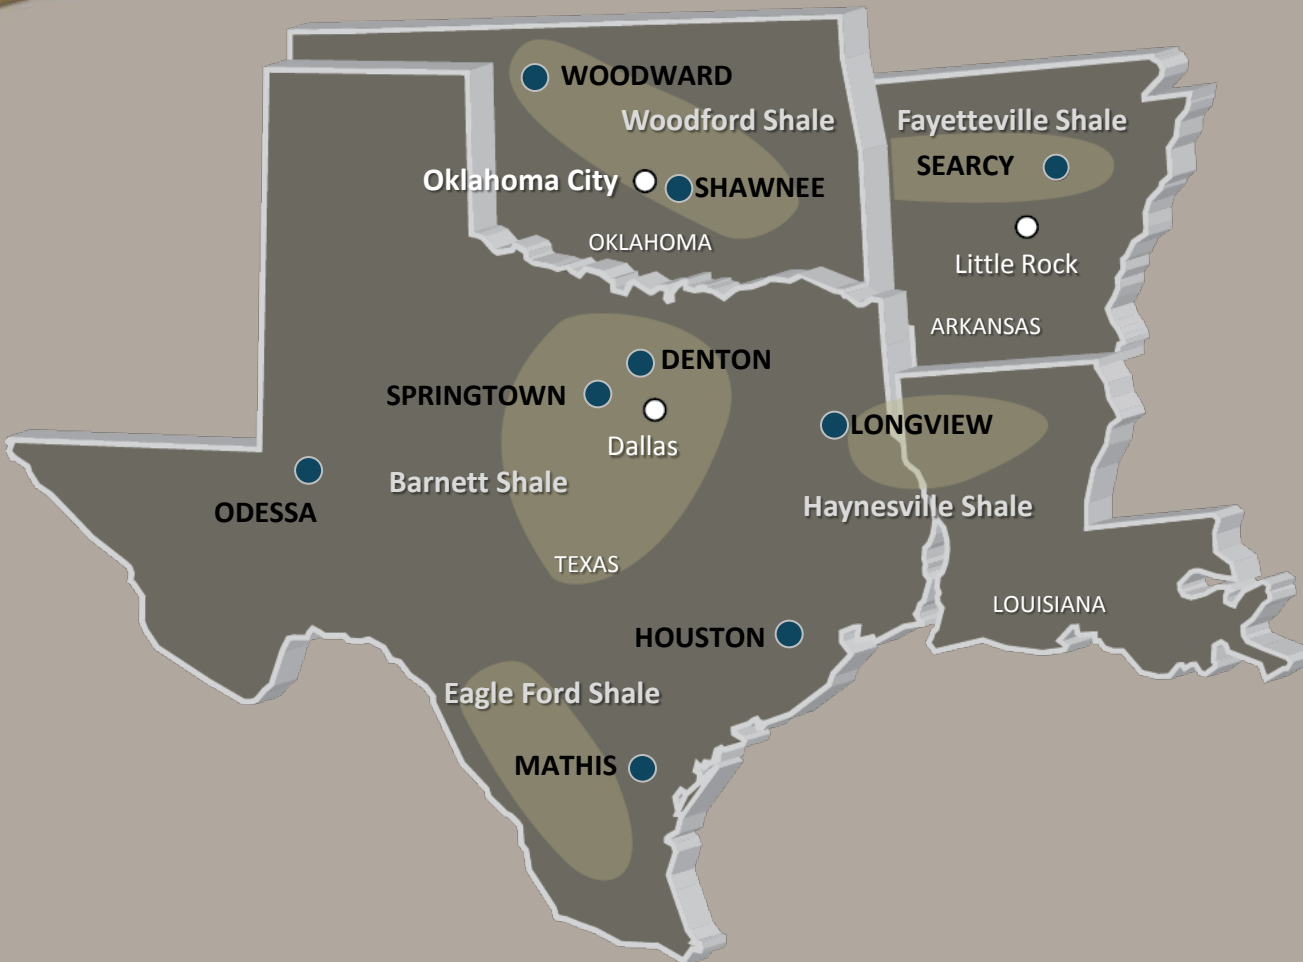 WOODWARD
Woodford Shale
Fayetteville Shale
SEARCY
Oklahoma City
SHAWNEE
OKLAHOMA
Little Rock
ARKANSAS
DENTON
SPRINGTOWN
LONGVIEW
Dallas
Barnett Shale
Haynesville Shale
ODESSA
TEXAS
LOUISIANA
HOUSTON
Eagle Ford Shale
MATHIS